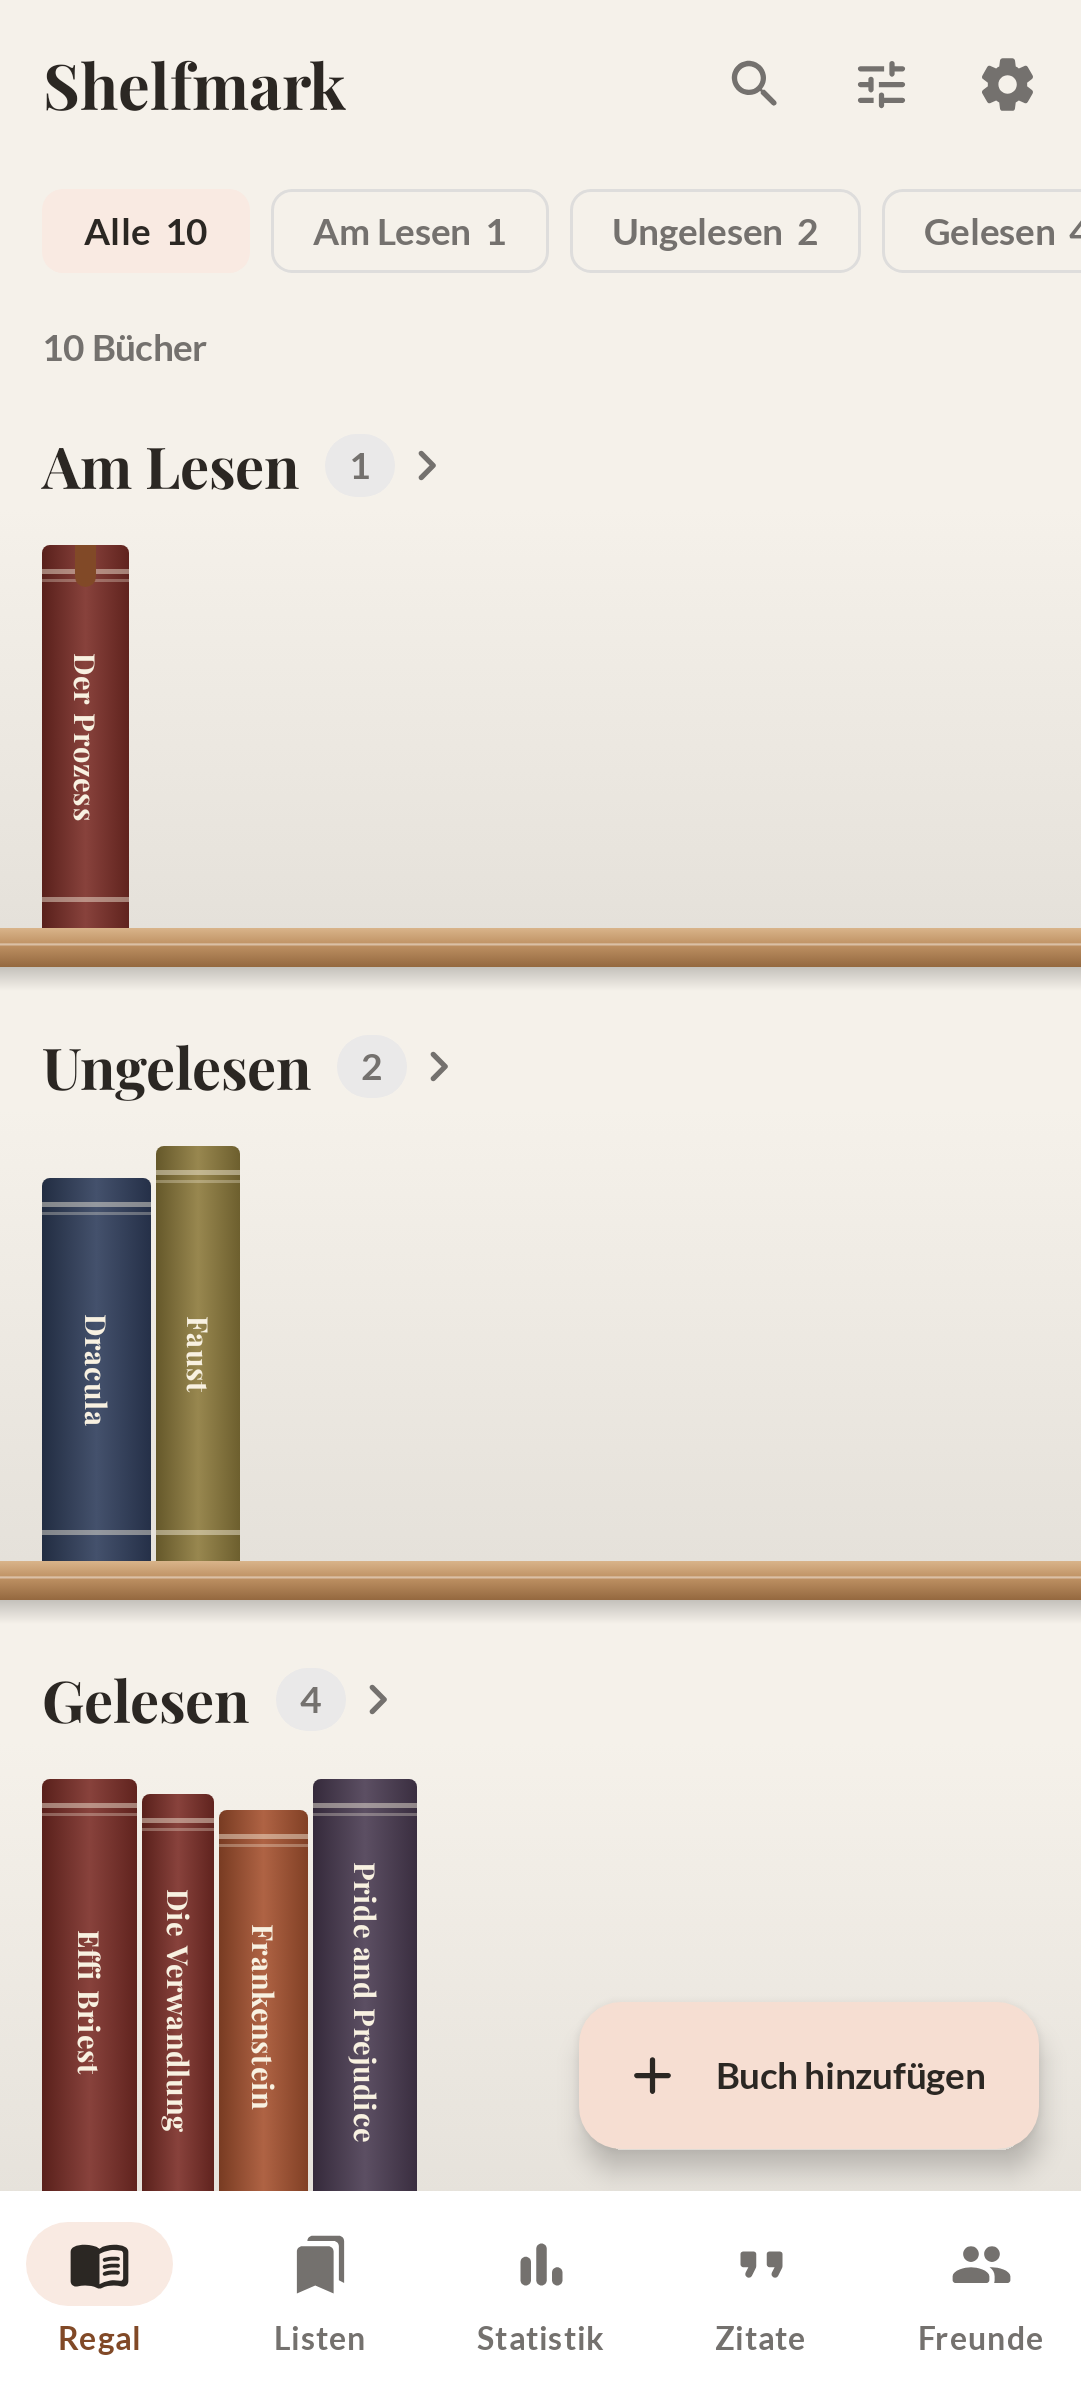 Shelfmark
Alle 10
Am Lesen 1
Ungelesen 2
Gelesen 4
10 Bücher
Am Lesen 1
Der Prozess
Ungelesen 2
Dracula
Faust
Gelesen 4
Effi Briest
Die Verwandlung
Frankenstein
Pride and Prejudice
Buch hinzufügen
Regal
Listen
Statistik
Zitate
Freunde